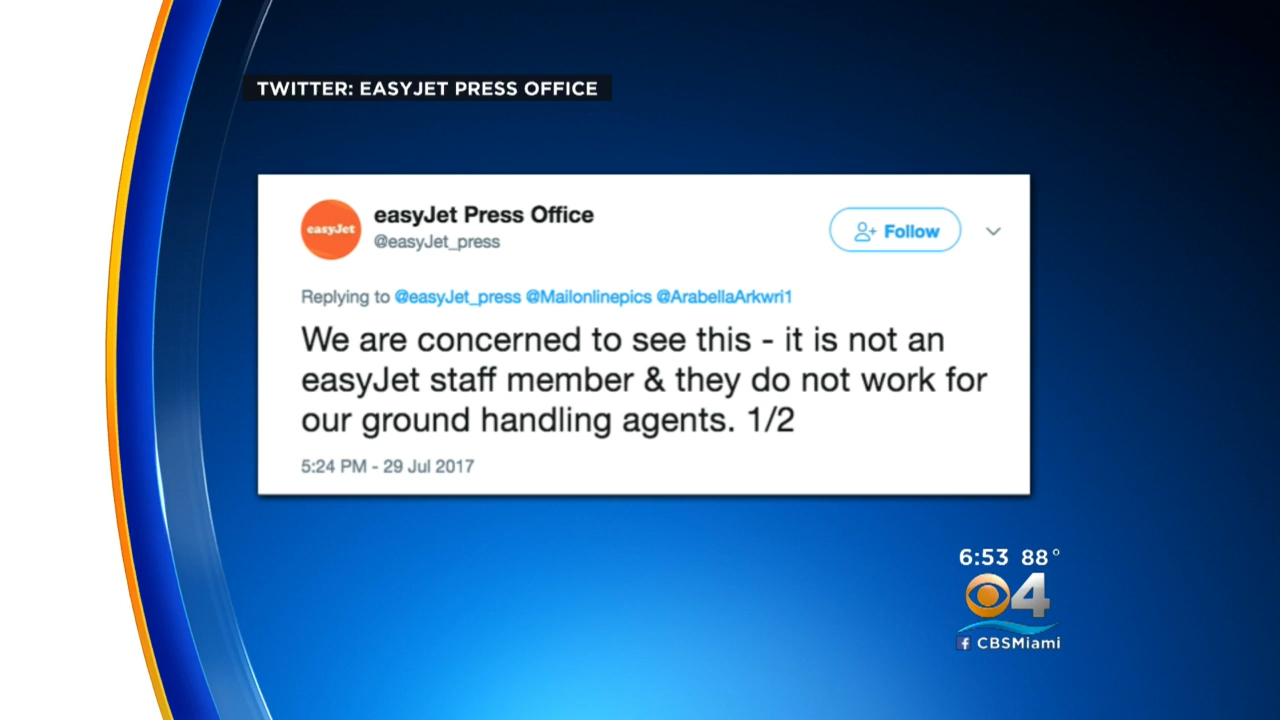 TWITTER: EASYJET PRESS OFFICE
easyJet
easyJet Press Office
@easyJet_press
Follow
Replying to @easyJet_press @Mailonlinepics @ArabellaArkwri1
We are concerned to see this - it is not an
easyJet staff member & they do not work for
our ground handling agents. 1/2
5:24 PM - 29 Jul 2017
6:53 88°
4
f CBSMiami